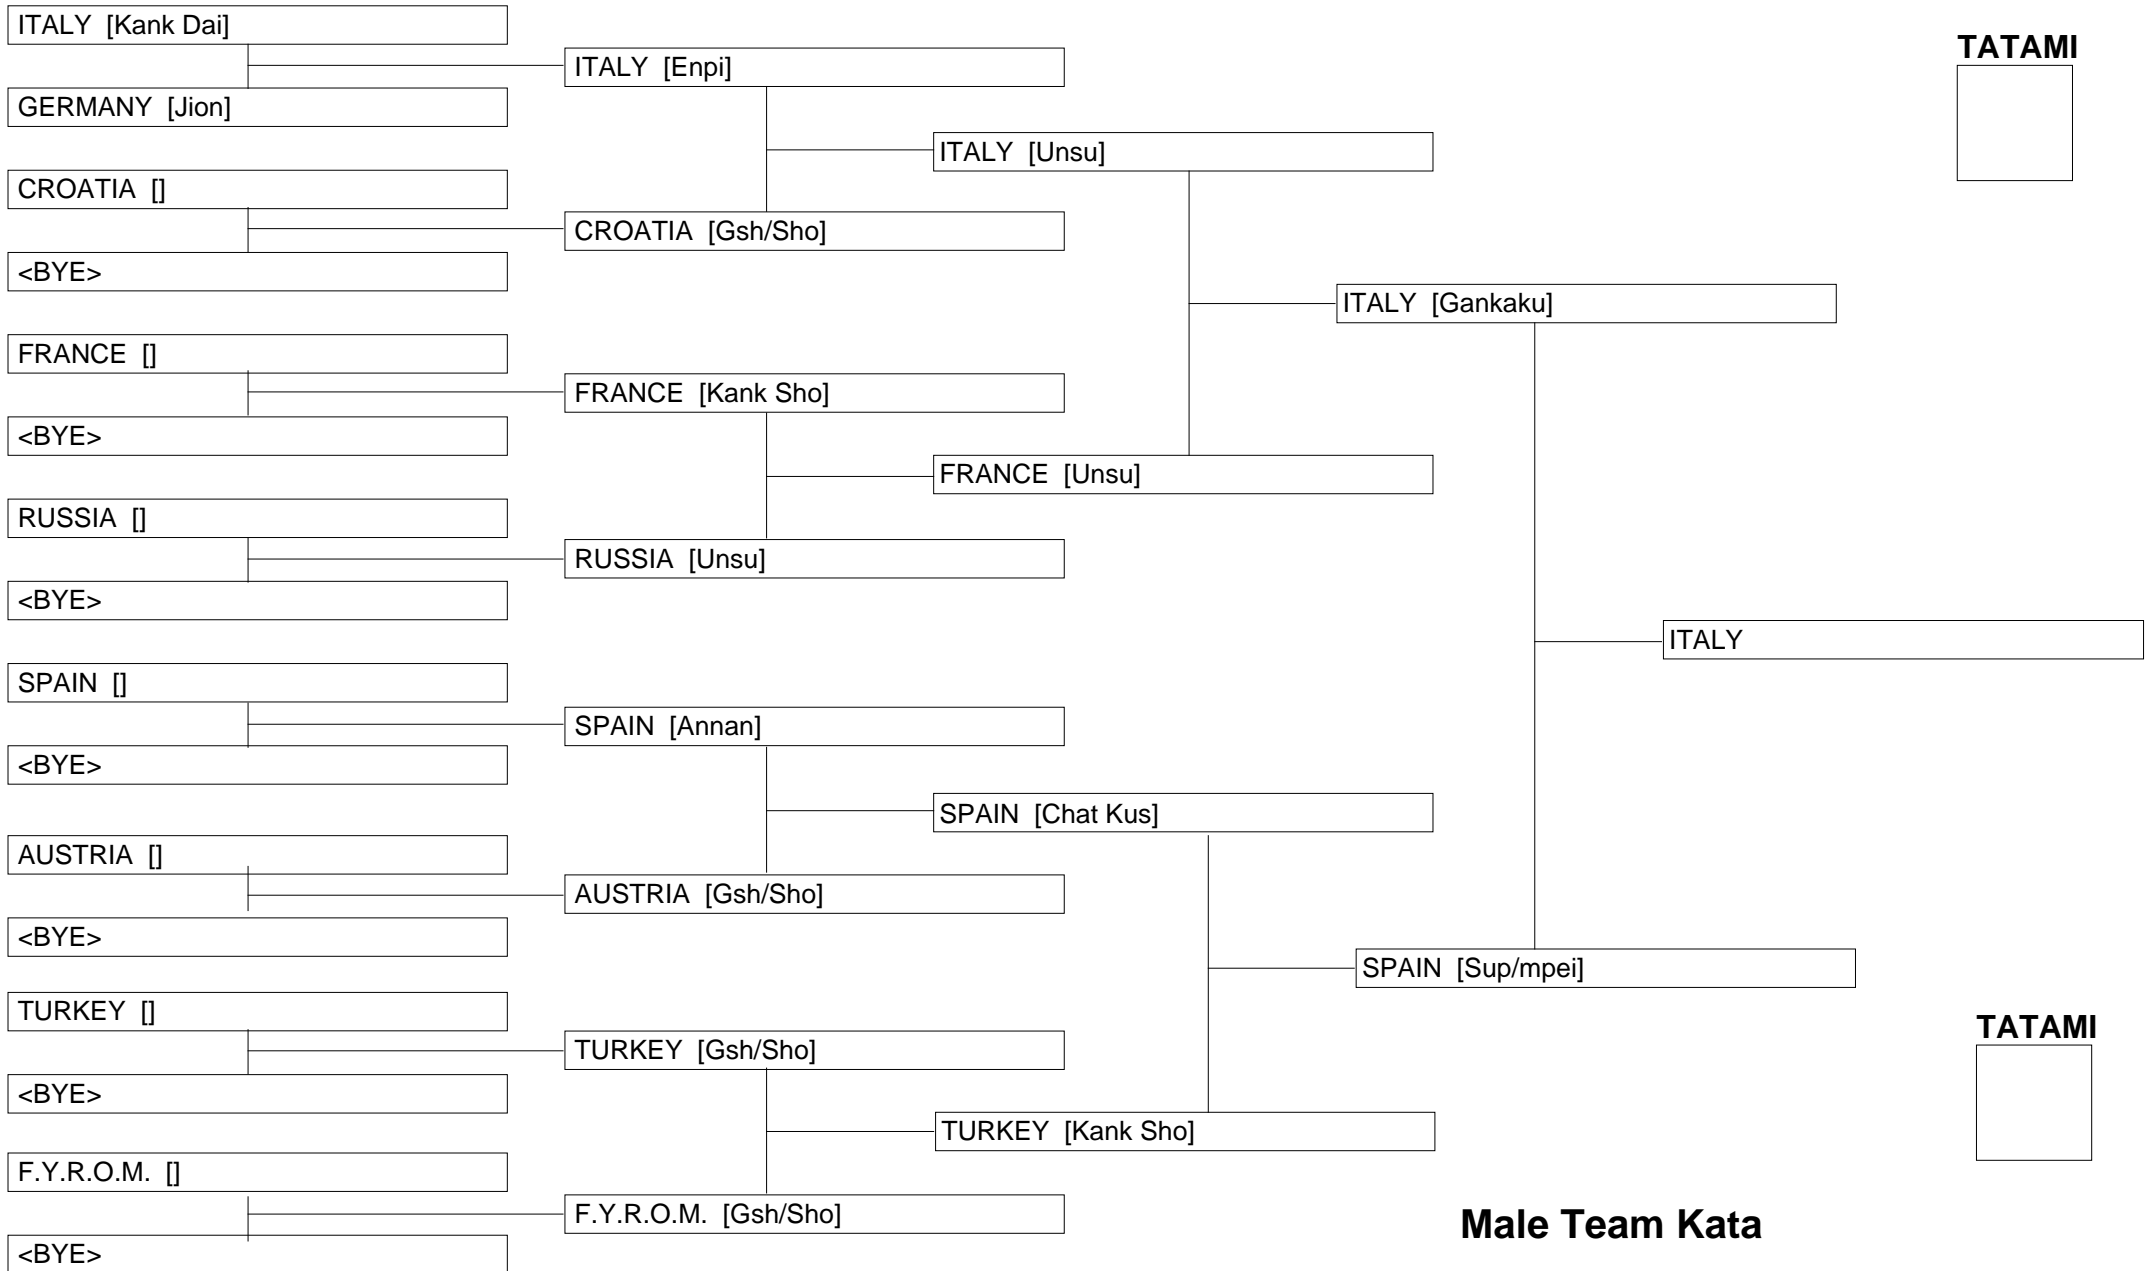 ITALY [Kank Dai]
GERMANY [Jion]
CROATIA []
<BYE>
FRANCE []
<BYE>
RUSSIA []
<BYE>
SPAIN []
<BYE>
AUSTRIA []
<BYE>
TURKEY []
<BYE>
F.Y.R.O.M. []
<BYE>
ITALY [Enpi]
CROATIA [Gsh/Sho]
FRANCE [Kank Sho]
RUSSIA [Unsu]
SPAIN [Annan]
AUSTRIA [Gsh/Sho]
TURKEY [Gsh/Sho]
F.Y.R.O.M. [Gsh/Sho]
ITALY [Unsu]
FRANCE [Unsu]
SPAIN [Chat Kus]
TURKEY [Kank Sho]
ITALY [Gankaku]
SPAIN [Sup/mpei]
ITALY
TATAMI
TATAMI
Male Team Kata